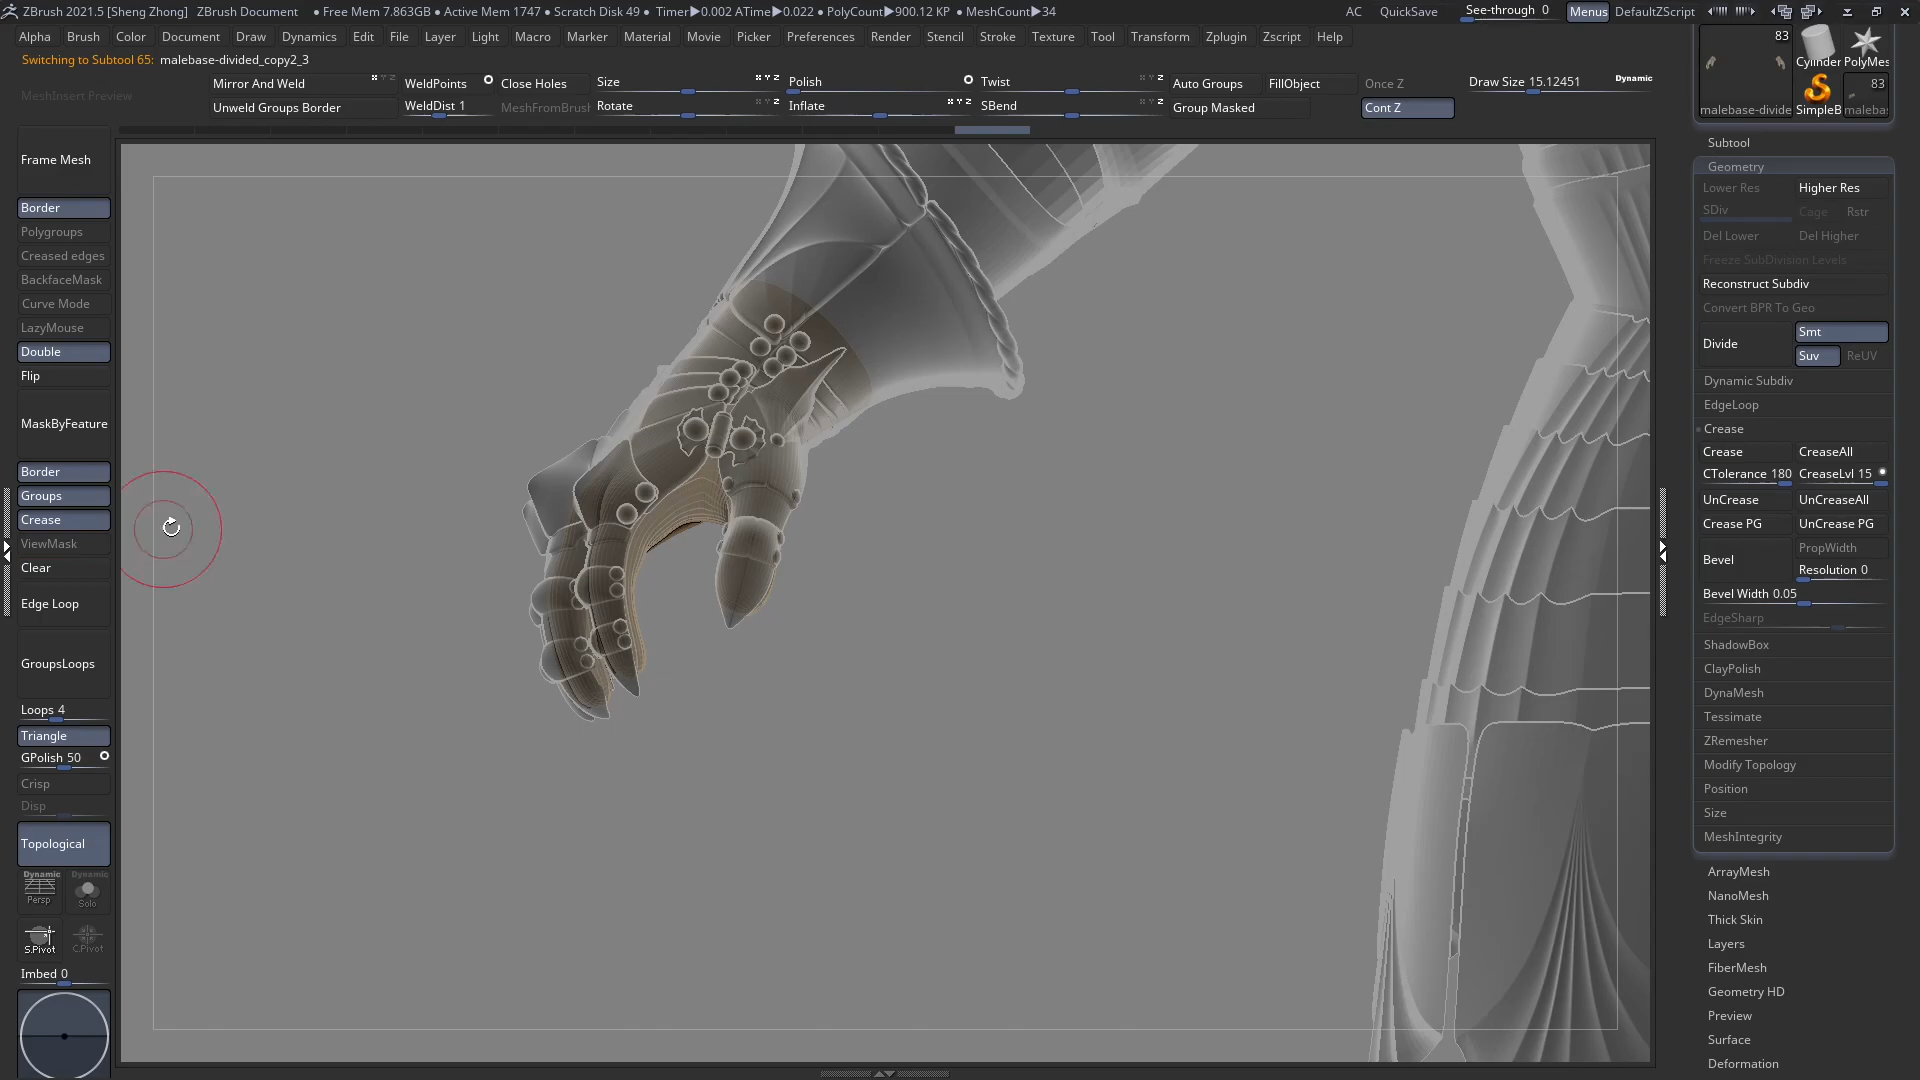 ZBrush 2021.5 [Sheng Zhong] ZBrush Document • Free Mem 7.863GB • Active Mem 1747 • Scratch Disk 49 • Timer▶0.002 ATime▶0.022 • PolyCount▶900.12 KP • MeshCount▶34 AC QuickSave See-through 0 Menus DefaultZScript
Alpha Brush Color Document Draw Dynamics Edit File Layer Light Macro Marker Material Movie Picker Preferences Render Stencil Stroke Texture Tool Transform Zplugin Zscript Help
Switching to Subtool 65: malebase-divided_copy2_3
MeshInsert Preview
Mirror And Weld WeldPoints Close Holes Size Polish Twist Auto Groups FillObject Once Z Draw Size 15.12451 Dynamic
Unweld Groups Border WeldDist 1 MeshFromBrush Rotate Inflate SBend Group Masked Cont Z
83
Cylinder PolyMes
83
malebase-divide SimpleB maleba
Frame Mesh
Border
Polygroups
Creased edges
BackfaceMask
Curve Mode
LazyMouse
Double
Flip
MaskByFeature
Border
Groups
Crease
ViewMask
Clear
Edge Loop
GroupsLoops
Loops 4
Triangle
GPolish 50
Crisp
Disp
Topological
Dynamic Dynamic
Persp Solo
S.Pivot C.Pivot
Imbed 0
Subtool
Geometry
Lower Res Higher Res
SDiv Cage Rstr
Del Lower Del Higher
Freeze SubDivision Levels
Reconstruct Subdiv
Convert BPR To Geo
Divide Smt
Suv ReUV
Dynamic Subdiv
EdgeLoop
Crease
Crease CreaseAll
CTolerance 180 CreaseLvl 15
UnCrease UnCreaseAll
Crease PG UnCrease PG
Bevel PropWidth
Resolution 0
Bevel Width 0.05
EdgeSharp
ShadowBox
ClayPolish
DynaMesh
Tessimate
ZRemesher
Modify Topology
Position
Size
MeshIntegrity
ArrayMesh
NanoMesh
Thick Skin
Layers
FiberMesh
Geometry HD
Preview
Surface
Deformation